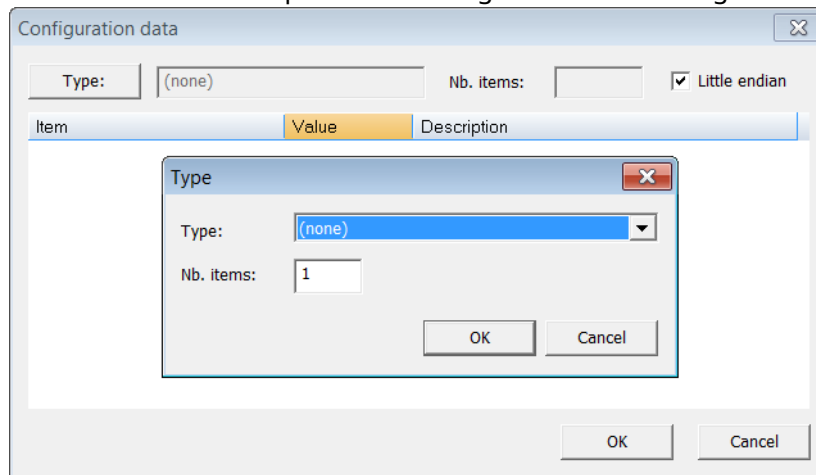 Configuration data
Type: (none) Nb. items: Little endian
Item Value Description
Type
Type: (none)
Nb. items: 1
OK Cancel
OK Cancel